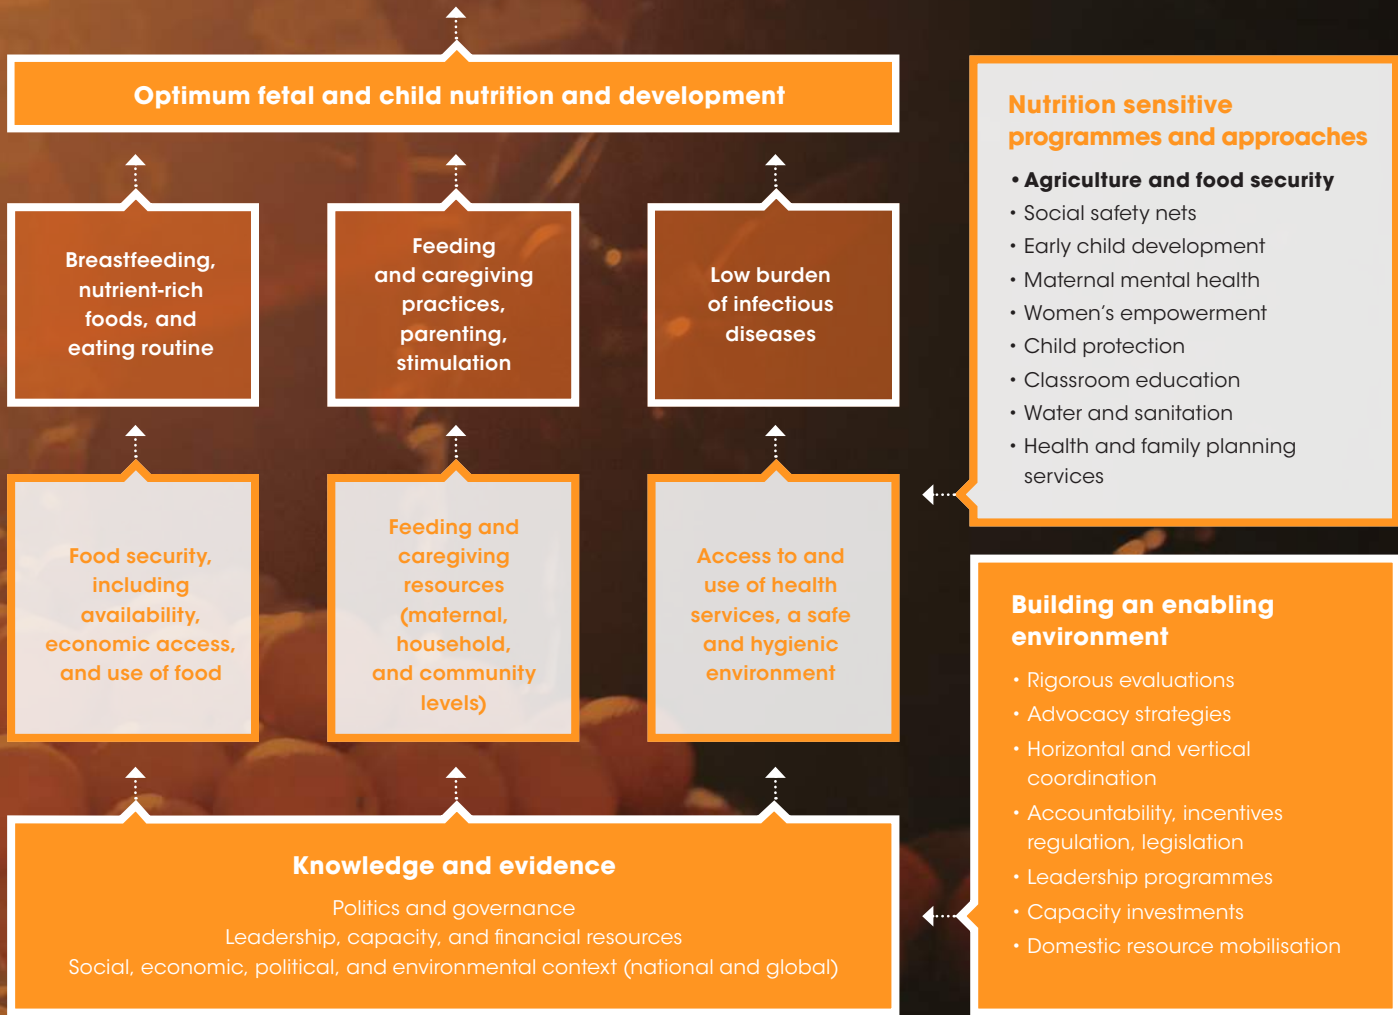 Optimum fetal and child nutrition and development
Breastfeeding,
nutrient-rich
foods, and
eating routine
Feeding
and caregiving
practices,
parenting,
stimulation
Low burden
of infectious
diseases
Food security,
including
availability,
economic access,
and use of food
Feeding and
caregiving
resources
(maternal,
household,
and community
levels)
Access to and
use of health
services, a safe
and hygienic
environment
Knowledge and evidence
Politics and governance
Leadership, capacity, and financial resources
Social, economic, political, and environmental context (national and global)
Nutrition sensitive
programmes and approaches
• Agriculture and food security
• Social safety nets
• Early child development
• Maternal mental health
• Women's empowerment
• Child protection
• Classroom education
• Water and sanitation
• Health and family planning
services
Building an enabling
environment
• Rigorous evaluations
• Advocacy strategies
• Horizontal and vertical
coordination
• Accountability, incentives
regulation, legislation
• Leadership programmes
• Capacity investments
• Domestic resource mobilisation